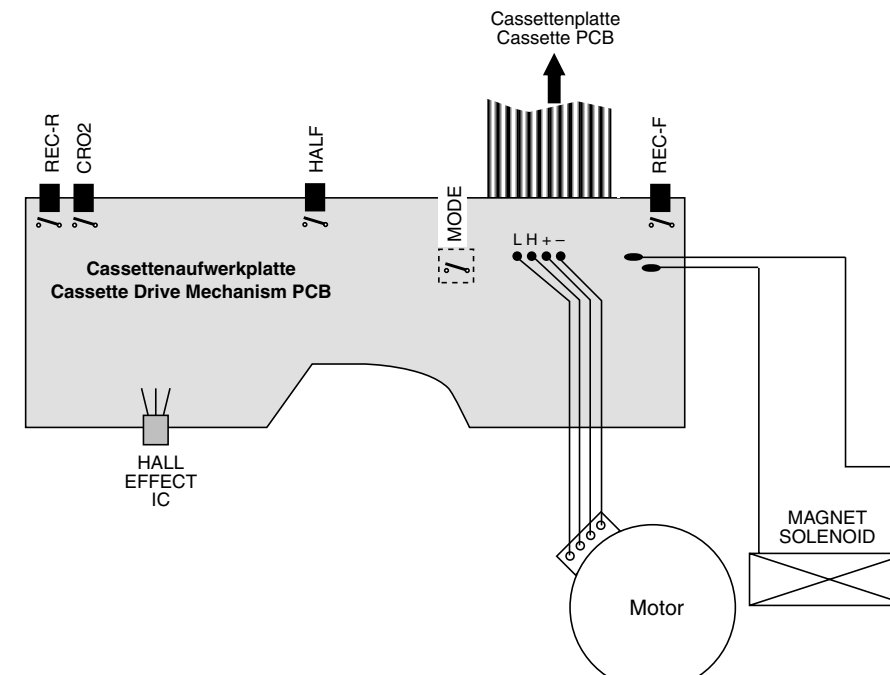 Cassettenplatte
Cassette PCB
REC-R
CRO2
HALF
MODE
REC-F
L H + –
Cassettenaufwerkplatte
Cassette Drive Mechanism PCB
HALL
EFFECT
IC
MAGNET
SOLENOID
Motor